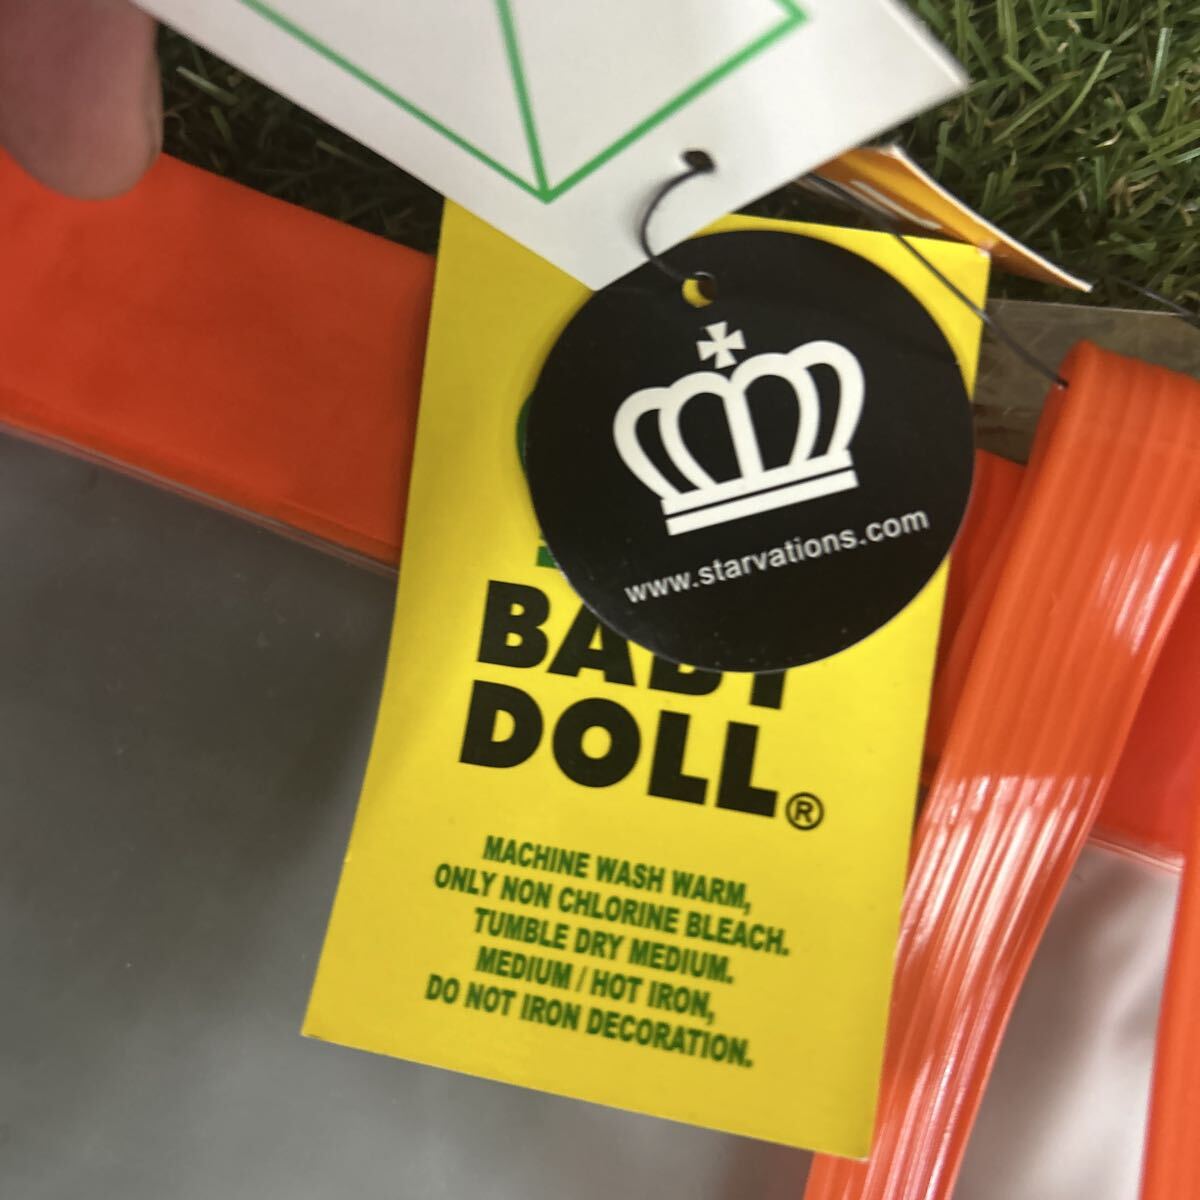 www.starvations.com
BABY
DOLL®
MACHINE WASH WARM,
ONLY NON CHLORINE BLEACH.
TUMBLE DRY MEDIUM.
MEDIUM / HOT IRON,
DO NOT IRON DECORATION.